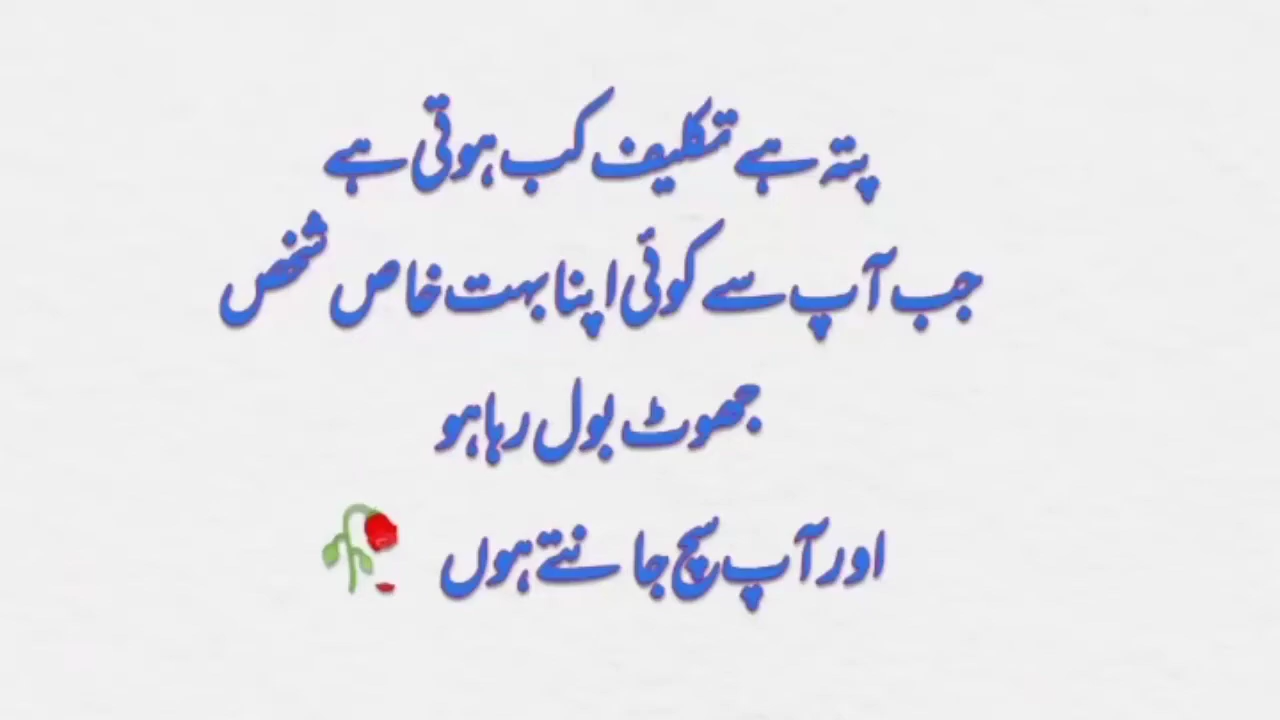 پتہ ہے تمکلیف کب ہوتی ہے
جب آپ سے کوئی اپنا بہت خاص شخص
جھوٹ بول رہا ہو
اور آپ سچ جانتے ہوں 🥀